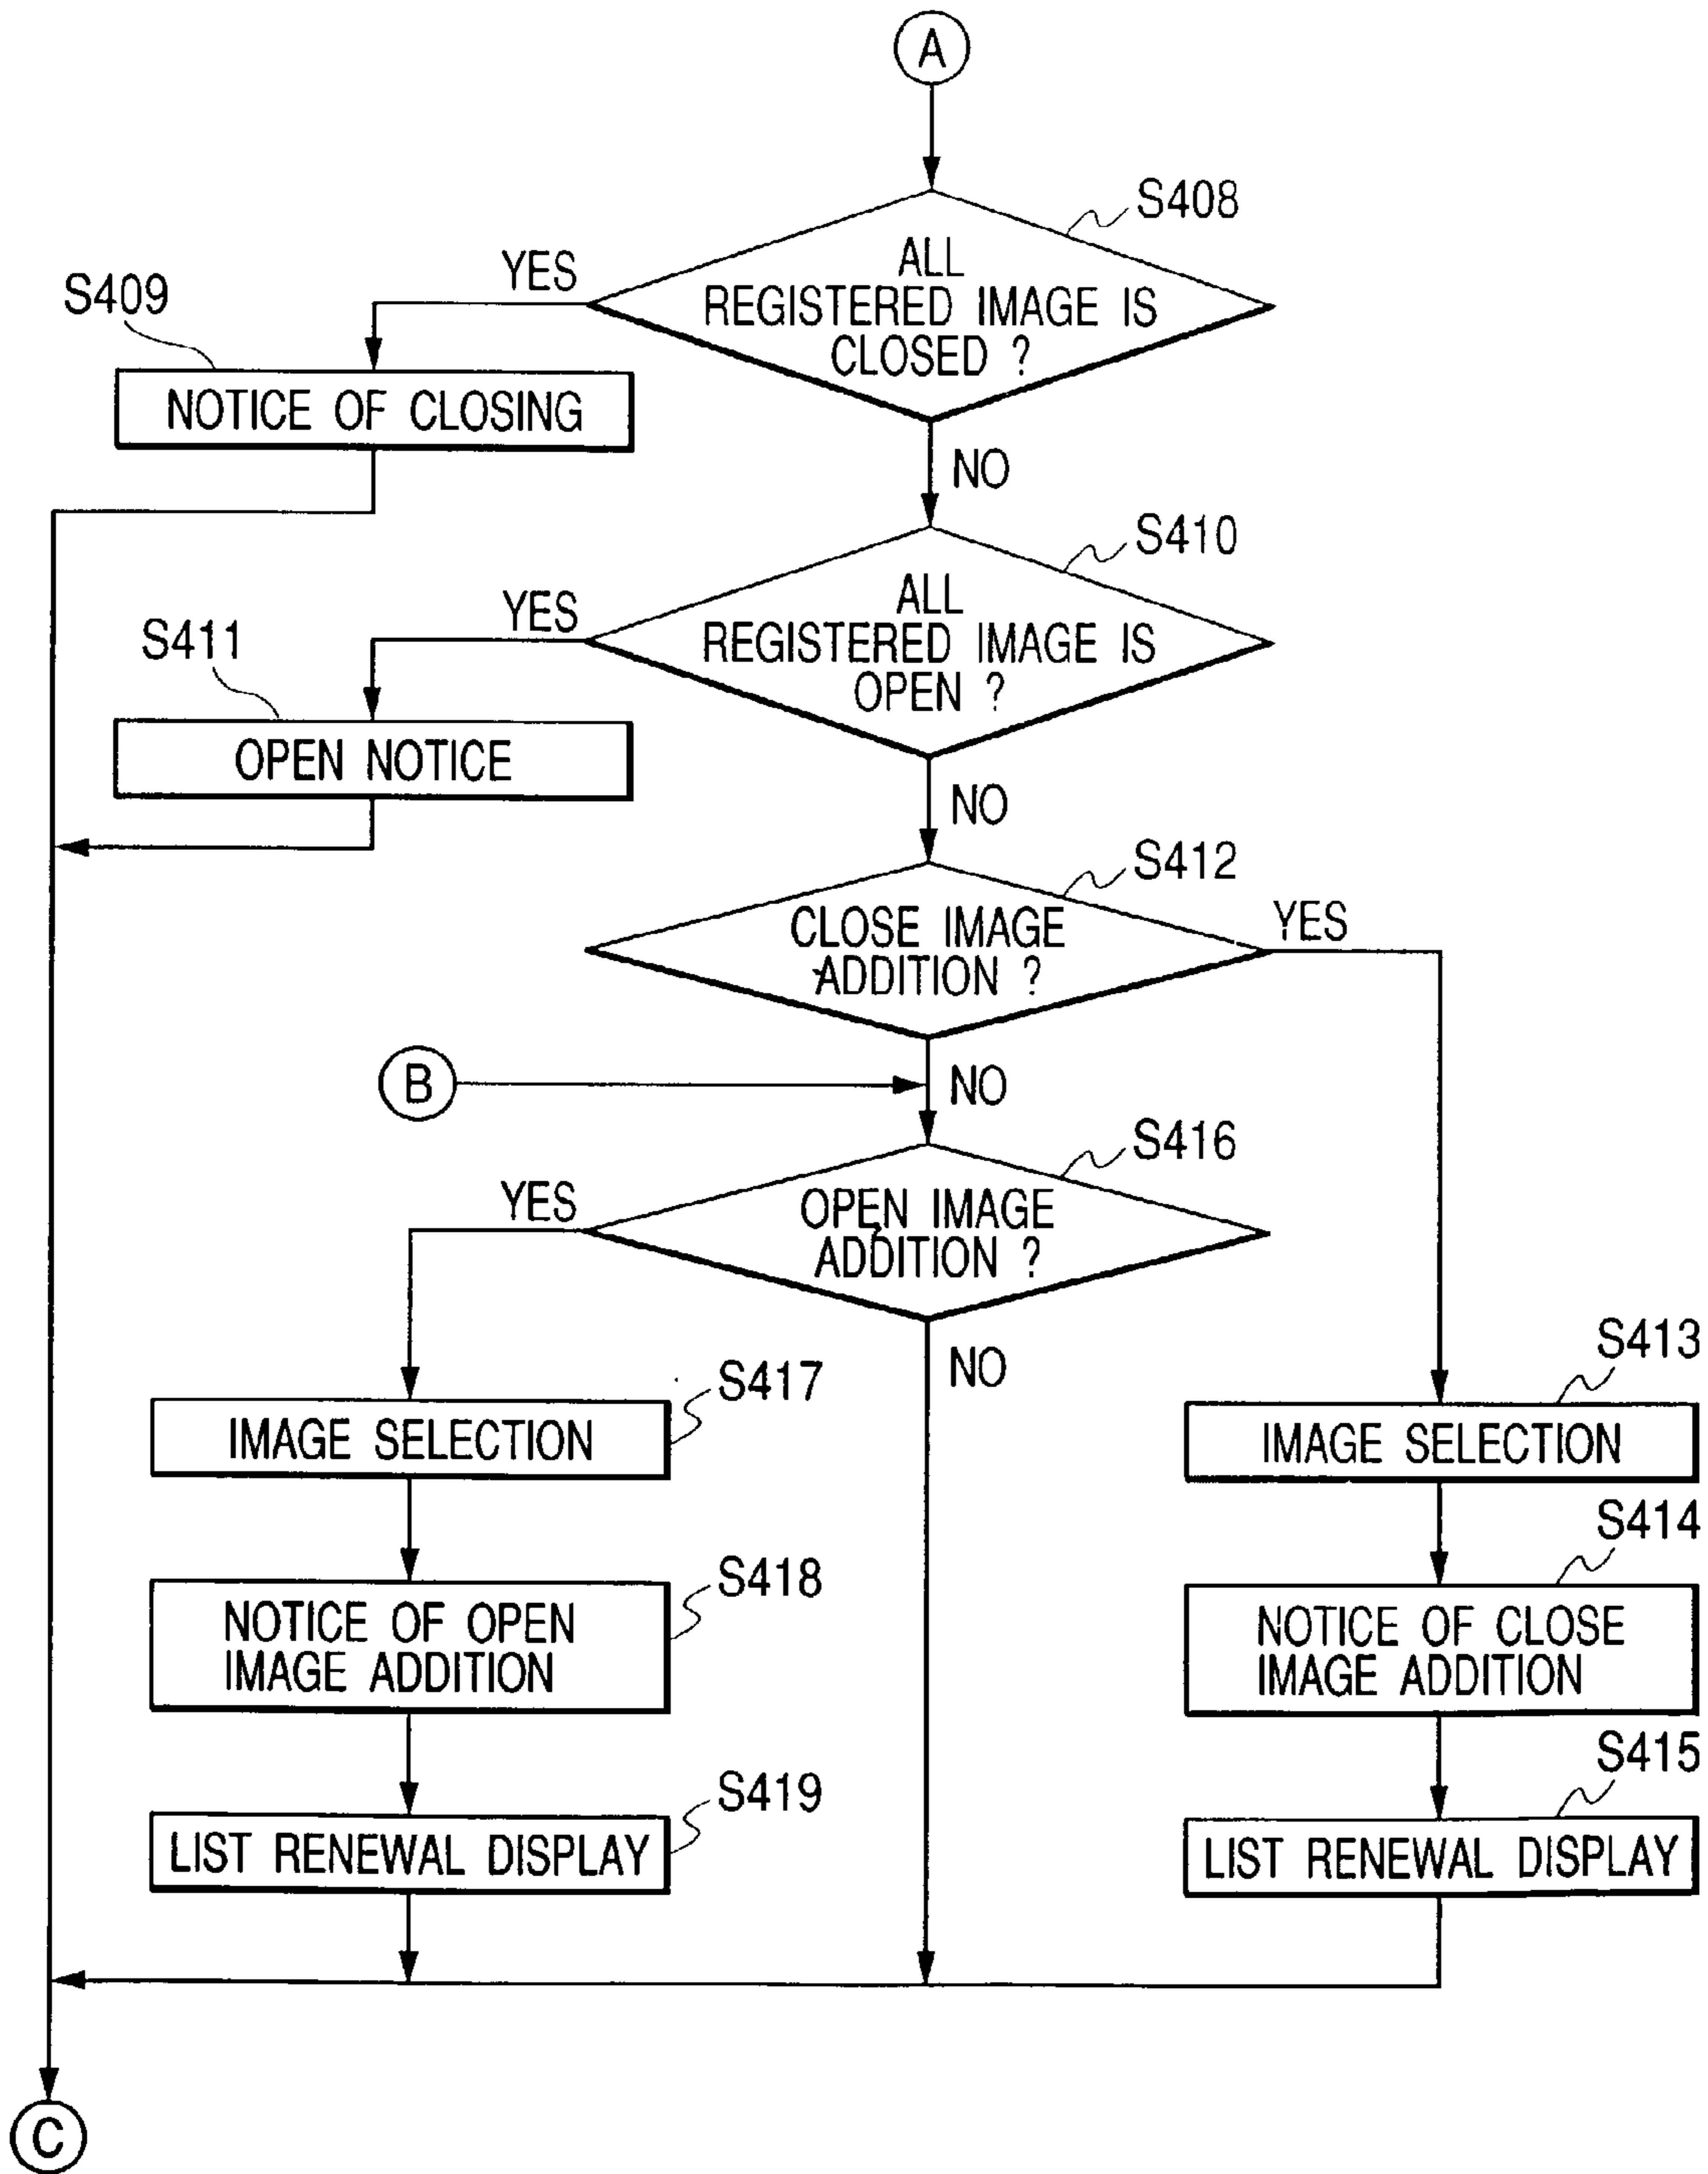 A
S408
ALL
REGISTERED IMAGE IS
CLOSED ?
YES
S409
NOTICE OF CLOSING
NO
S410
ALL
REGISTERED IMAGE IS
OPEN ?
YES
S411
OPEN NOTICE
NO
S412
CLOSE IMAGE
ADDITION ?
YES
B
NO
S416
OPEN IMAGE
ADDITION ?
YES
NO
S417
IMAGE SELECTION
S413
IMAGE SELECTION
S418
NOTICE OF OPEN
IMAGE ADDITION
S414
NOTICE OF CLOSE
IMAGE ADDITION
S419
LIST RENEWAL DISPLAY
S415
LIST RENEWAL DISPLAY
C